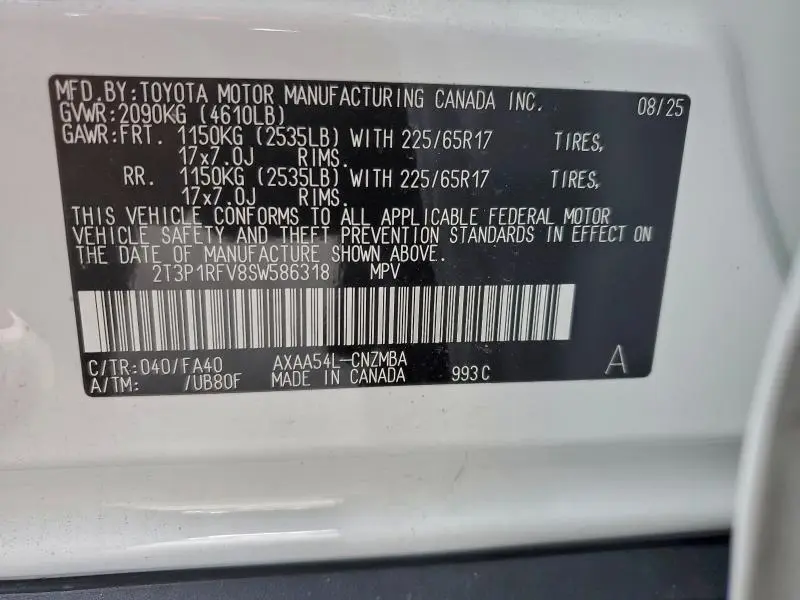 MFD.BY:TOYOTA MOTOR MANUFACTURING CANADA INC. 08/25
GVWR:2090KG (4610LB)
GAWR:FRT. 1150KG (2535LB) WITH 225/65R17 TIRES,
17x7.0J RIMS.
RR. 1150KG (2535LB) WITH 225/65R17 TIRES,
17x7.0J RIMS.
THIS VEHICLE CONFORMS TO ALL APPLICABLE FEDERAL MOTOR
VEHICLE SAFETY AND THEFT PREVENTION STANDARDS IN EFFECT ON
THE DATE OF MANUFACTURE SHOWN ABOVE.
2T3P1RFV8SW586318 MPV
C/TR:040/FA40 AXAA54L-CNZMBA
A/TM: /UB80F MADE IN CANADA 993C A